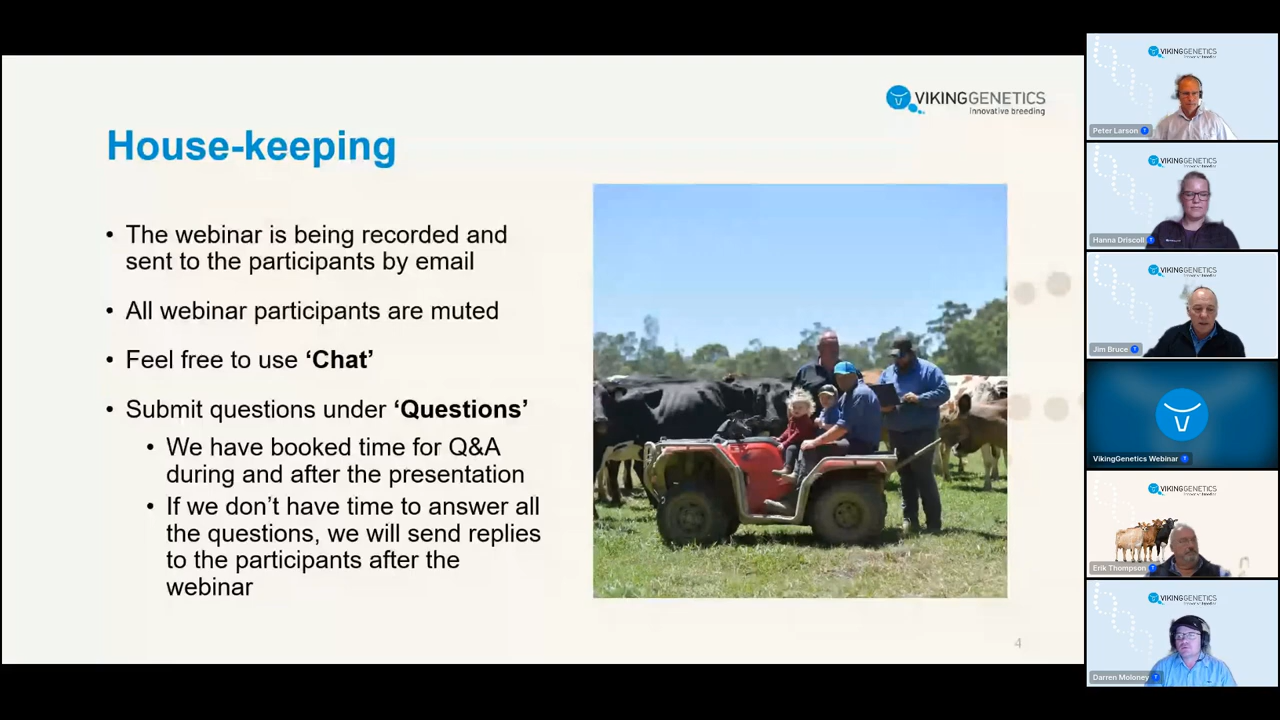 VIKINGGENETICS
innovative breeding
House-keeping
• The webinar is being recorded and
sent to the participants by email
• All webinar participants are muted
• Feel free to use ‘Chat’
• Submit questions under ‘Questions’
• We have booked time for Q&A
during and after the presentation
• If we don’t have time to answer all
the questions, we will send replies
to the participants after the
webinar
4
VIKINGGENETICS
Peter Larson
VIKINGGENETICS
Hanna Driscoll
VIKINGGENETICS
Jim Bruce
VikingGenetics Webinar
VIKINGGENETICS
Erik Thompson
VIKINGGENETICS
Darren Moloney